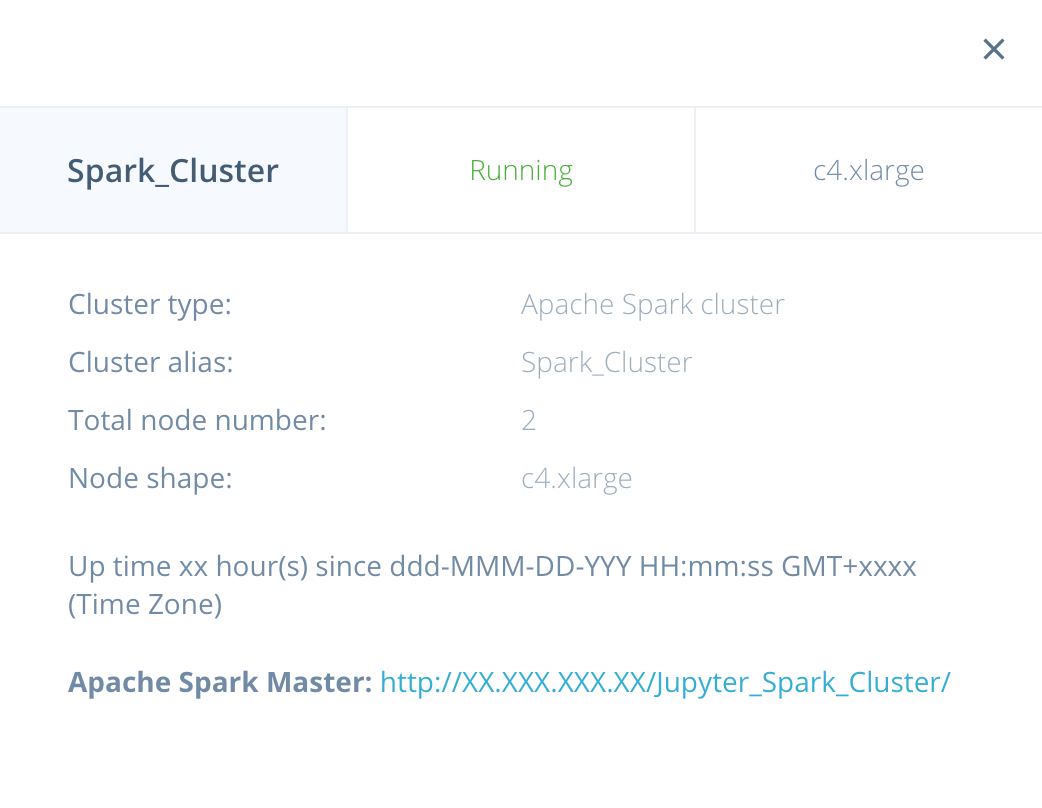 Spark_Cluster
Running
c4.xlarge
Cluster type: Apache Spark cluster
Cluster alias: Spark_Cluster
Total node number: 2
Node shape: c4.xlarge
Up time xx hour(s) since ddd-MMM-DD-YYY HH:mm:ss GMT+xxxx
(Time Zone)
Apache Spark Master: http://XX.XXX.XXX.XX/Jupyter_Spark_Cluster/